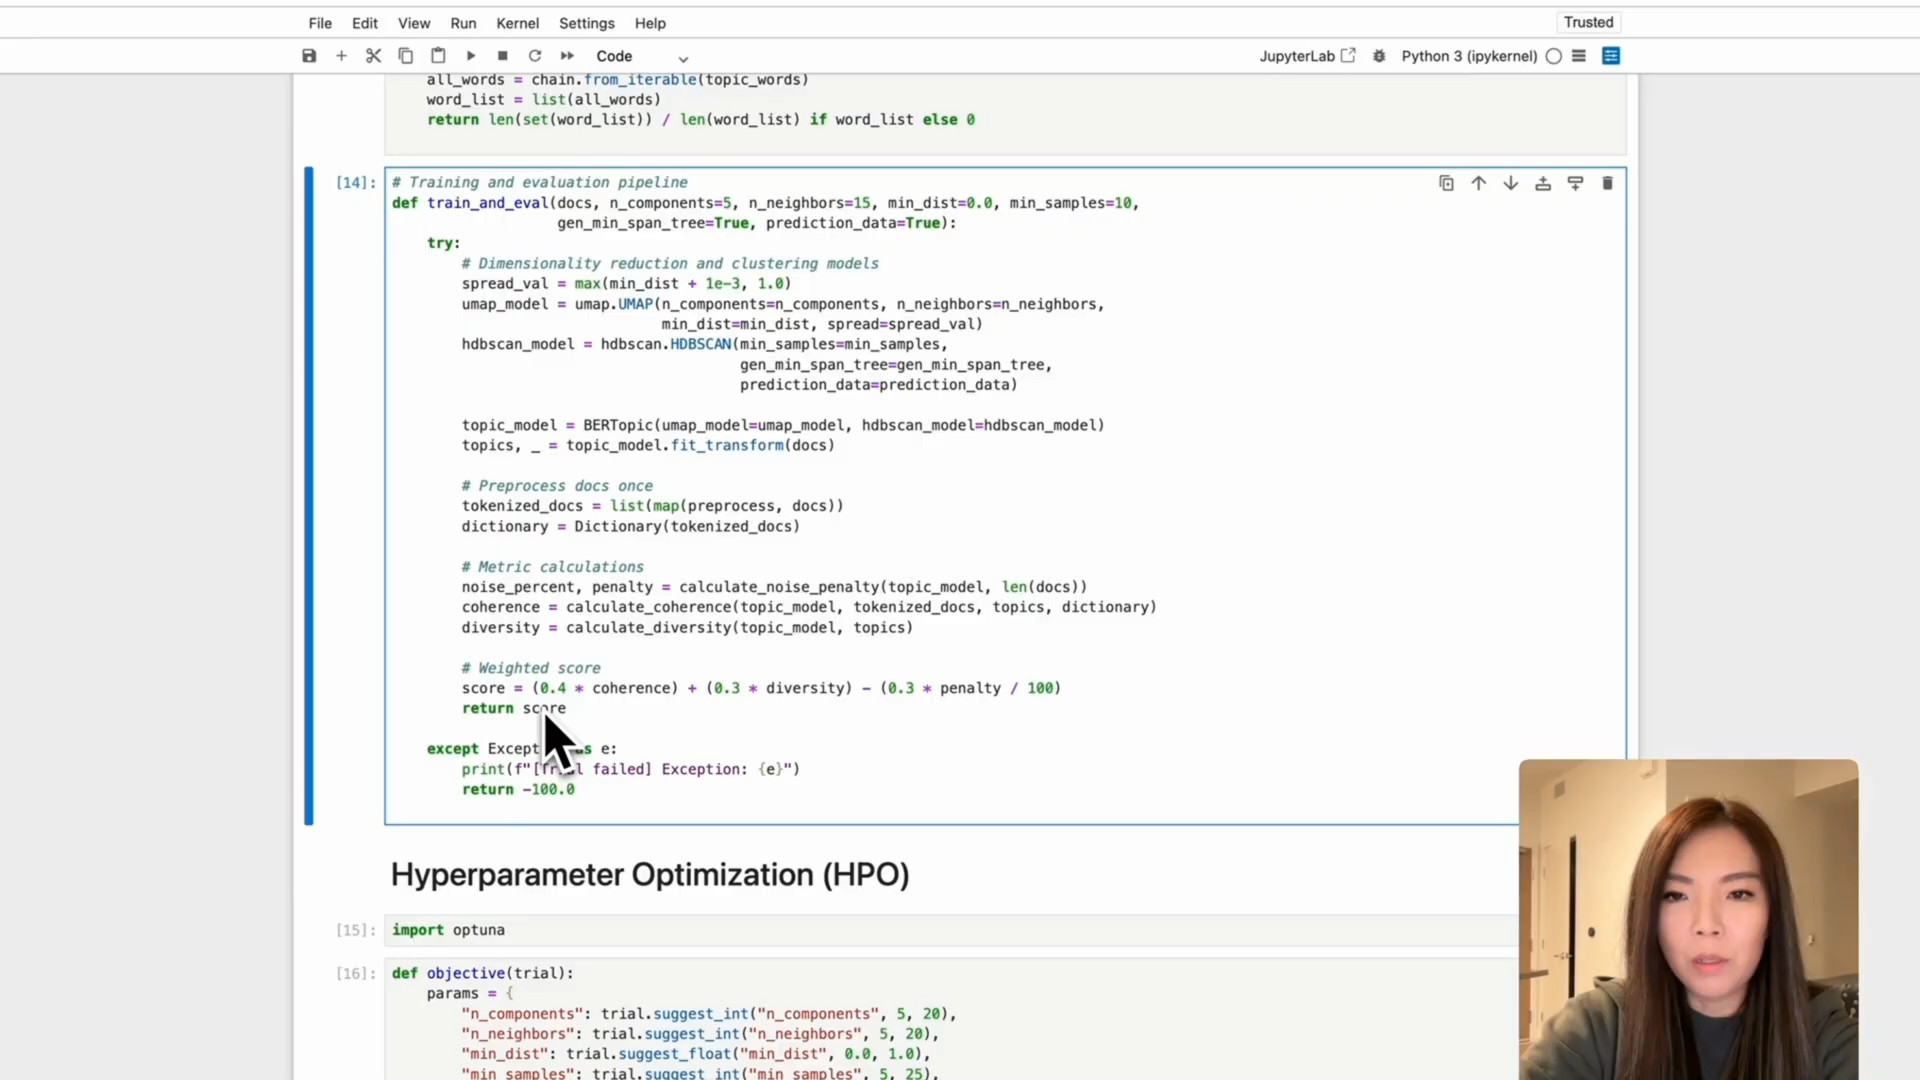 File Edit View Run Kernel Settings Help
Trusted
Code
JupyterLab
Python 3 (ipykernel)
all_words = chain.from_iterable(topic_words)
word_list = list(all_words)
return len(set(word_list)) / len(word_list) if word_list else 0
[14]:
# Training and evaluation pipeline
def train_and_eval(docs, n_components=5, n_neighbors=15, min_dist=0.0, min_samples=10,
gen_min_span_tree=True, prediction_data=True):
try:
# Dimensionality reduction and clustering models
spread_val = max(min_dist + 1e-3, 1.0)
umap_model = umap.UMAP(n_components=n_components, n_neighbors=n_neighbors,
min_dist=min_dist, spread=spread_val)
hdbscan_model = hdbscan.HDBSCAN(min_samples=min_samples,
gen_min_span_tree=gen_min_span_tree,
prediction_data=prediction_data)
topic_model = BERTopic(umap_model=umap_model, hdbscan_model=hdbscan_model)
topics, _ = topic_model.fit_transform(docs)
# Preprocess docs once
tokenized_docs = list(map(preprocess, docs))
dictionary = Dictionary(tokenized_docs)
# Metric calculations
noise_percent, penalty = calculate_noise_penalty(topic_model, len(docs))
coherence = calculate_coherence(topic_model, tokenized_docs, topics, dictionary)
diversity = calculate_diversity(topic_model, topics)
# Weighted score
score = (0.4 * coherence) + (0.3 * diversity) - (0.3 * penalty / 100)
return score
except Except as e:
print(f"[Trial failed] Exception: {e}")
return -100.0
Hyperparameter Optimization (HPO)
[15]:
import optuna
[16]:
def objective(trial):
params = {
"n_components": trial.suggest_int("n_components", 5, 20),
"n_neighbors": trial.suggest_int("n_neighbors", 5, 20),
"min_dist": trial.suggest_float("min_dist", 0.0, 1.0),
"min_samples": trial.suggest_int("min_samples", 5, 25),